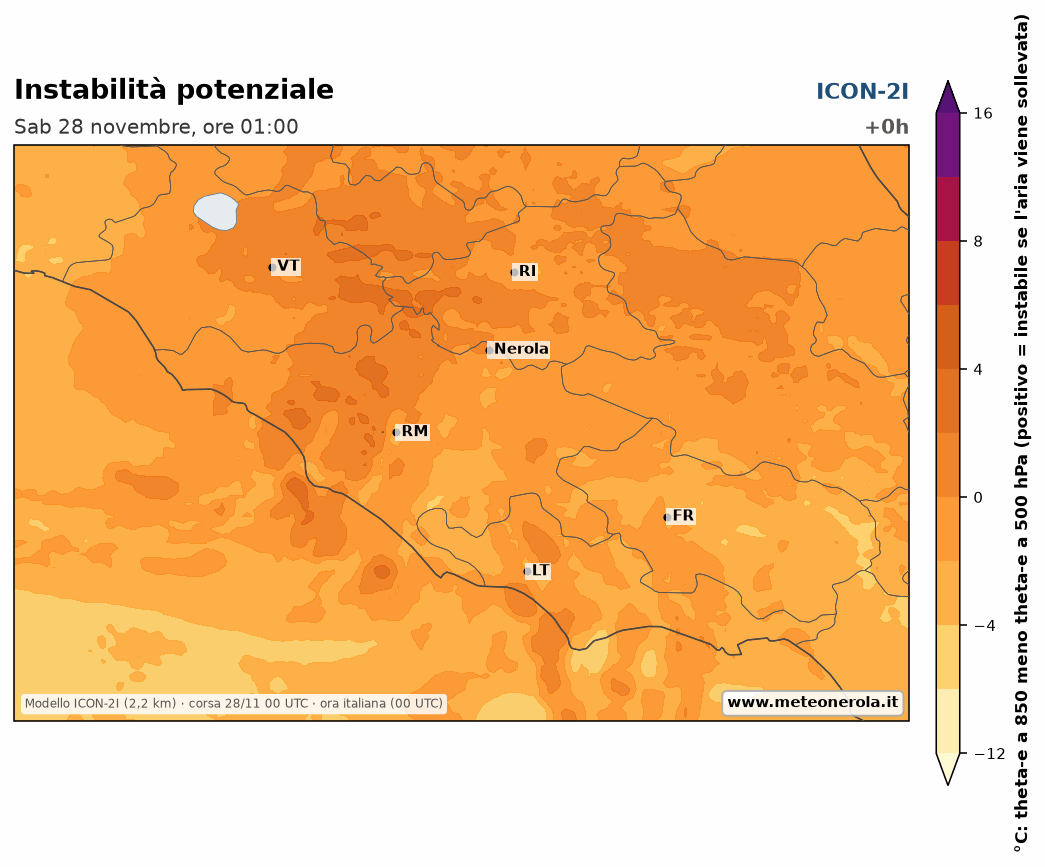 Instabilità potenziale
ICON-2I
Sab 28 novembre, ore 01:00
+0h
VT
RI
Nerola
RM
FR
LT
Modello ICON-2I (2,2 km) · corsa 28/11 00 UTC · ora italiana (00 UTC)
www.meteonerola.it
16
8
4
0
−4
−12
°C: theta-e a 850 meno theta-e a 500 hPa (positivo = instabile se l'aria viene sollevata)